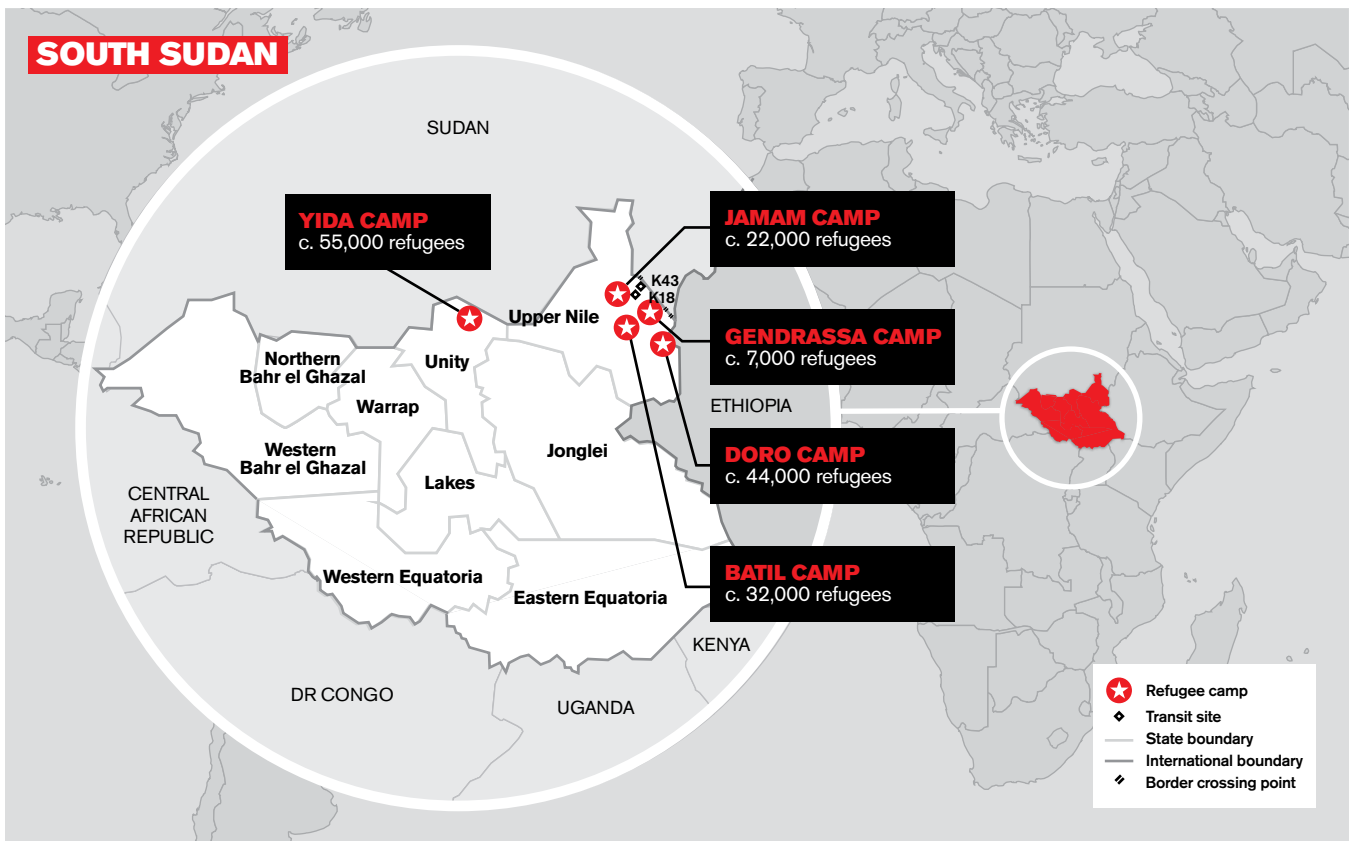 SOUTH SUDAN
SUDAN
YIDA CAMP
c. 55,000 refugees
JAMAM CAMP
c. 22,000 refugees
K43
K18
Upper Nile
GENDRASSA CAMP
c. 7,000 refugees
Northern
Bahr el Ghazal
Unity
Warrap
ETHIOPIA
Western
Bahr el Ghazal
Jonglei
Lakes
DORO CAMP
c. 44,000 refugees
CENTRAL
AFRICAN
REPUBLIC
Western Equatoria
Eastern Equatoria
BATIL CAMP
c. 32,000 refugees
KENYA
DR CONGO
UGANDA
Refugee camp
Transit site
State boundary
International boundary
Border crossing point